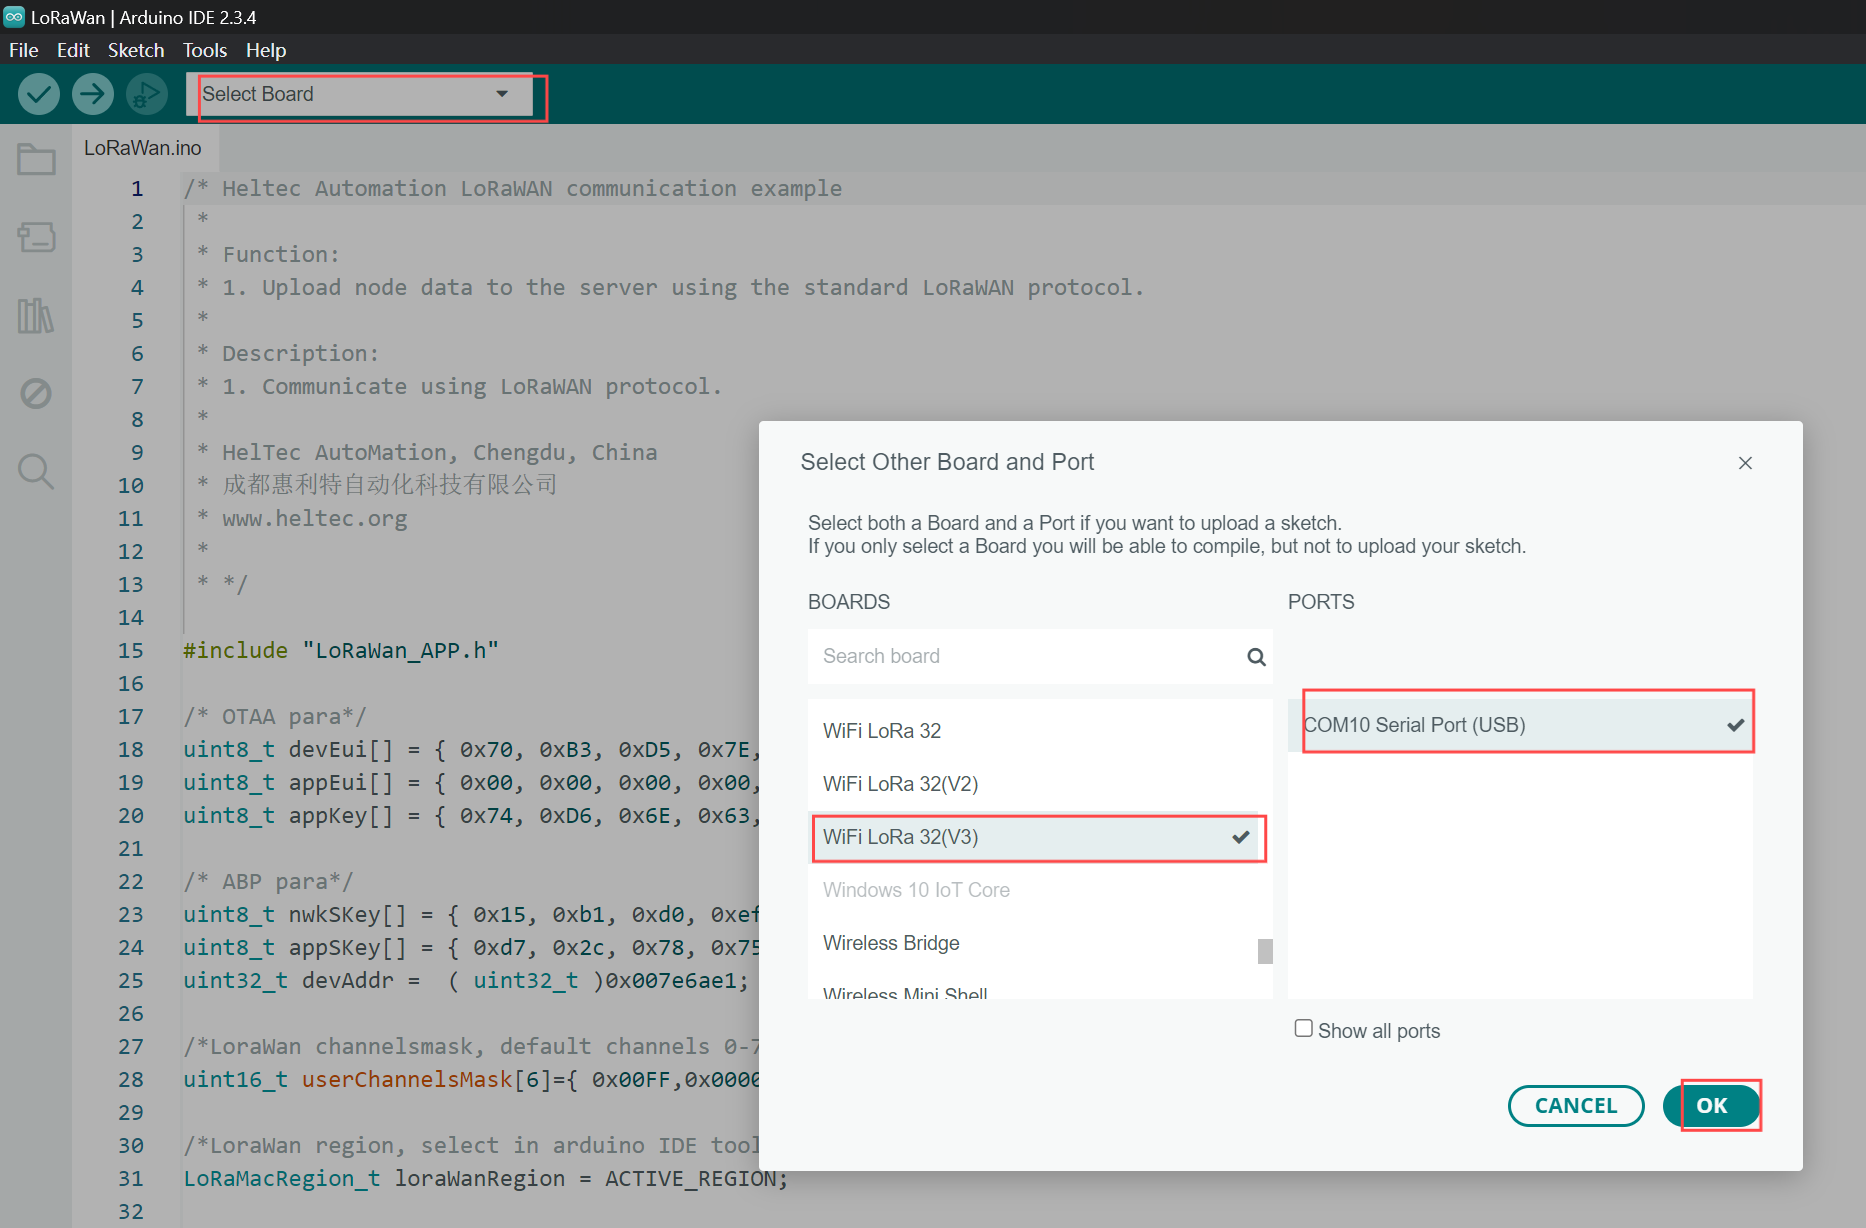 LoRaWan | Arduino IDE 2.3.4
File Edit Sketch Tools Help
Select Board
LoRaWan.ino
1 /* Heltec Automation LoRaWAN communication example
2 *
3 * Function:
4 * 1. Upload node data to the server using the standard LoRaWAN protocol.
5 *
6 * Description:
7 * 1. Communicate using LoRaWAN protocol.
8 *
9 * HelTec AutoMation, Chengdu, China
10 * 成都惠利特自动化科技有限公司
11 * www.heltec.org
12 *
13 * */
14
15 #include "LoRaWan_APP.h"
16
17 /* OTAA para*/
18 uint8_t devEui[] = { 0x70, 0xB3, 0xD5, 0x7E,
19 uint8_t appEui[] = { 0x00, 0x00, 0x00, 0x00,
20 uint8_t appKey[] = { 0x74, 0xD6, 0x6E, 0x63,
21
22 /* ABP para*/
23 uint8_t nwkSKey[] = { 0x15, 0xb1, 0xd0, 0xef
24 uint8_t appSKey[] = { 0xd7, 0x2c, 0x78, 0x75
25 uint32_t devAddr = ( uint32_t )0x007e6ae1;
26
27 /*LoraWan channelsmask, default channels 0-7
28 uint16_t userChannelsMask[6]={ 0x00FF,0x0000
29
30 /*LoraWan region, select in arduino IDE tool
31 LoRaMacRegion_t loraWanRegion = ACTIVE_REGION;
32
Select Other Board and Port
Select both a Board and a Port if you want to upload a sketch.
If you only select a Board you will be able to compile, but not to upload your sketch.
BOARDS
Search board
WiFi LoRa 32
WiFi LoRa 32(V2)
WiFi LoRa 32(V3)
Windows 10 IoT Core
Wireless Bridge
Wireless Mini Shell
PORTS
COM10 Serial Port (USB)
Show all ports
CANCEL OK